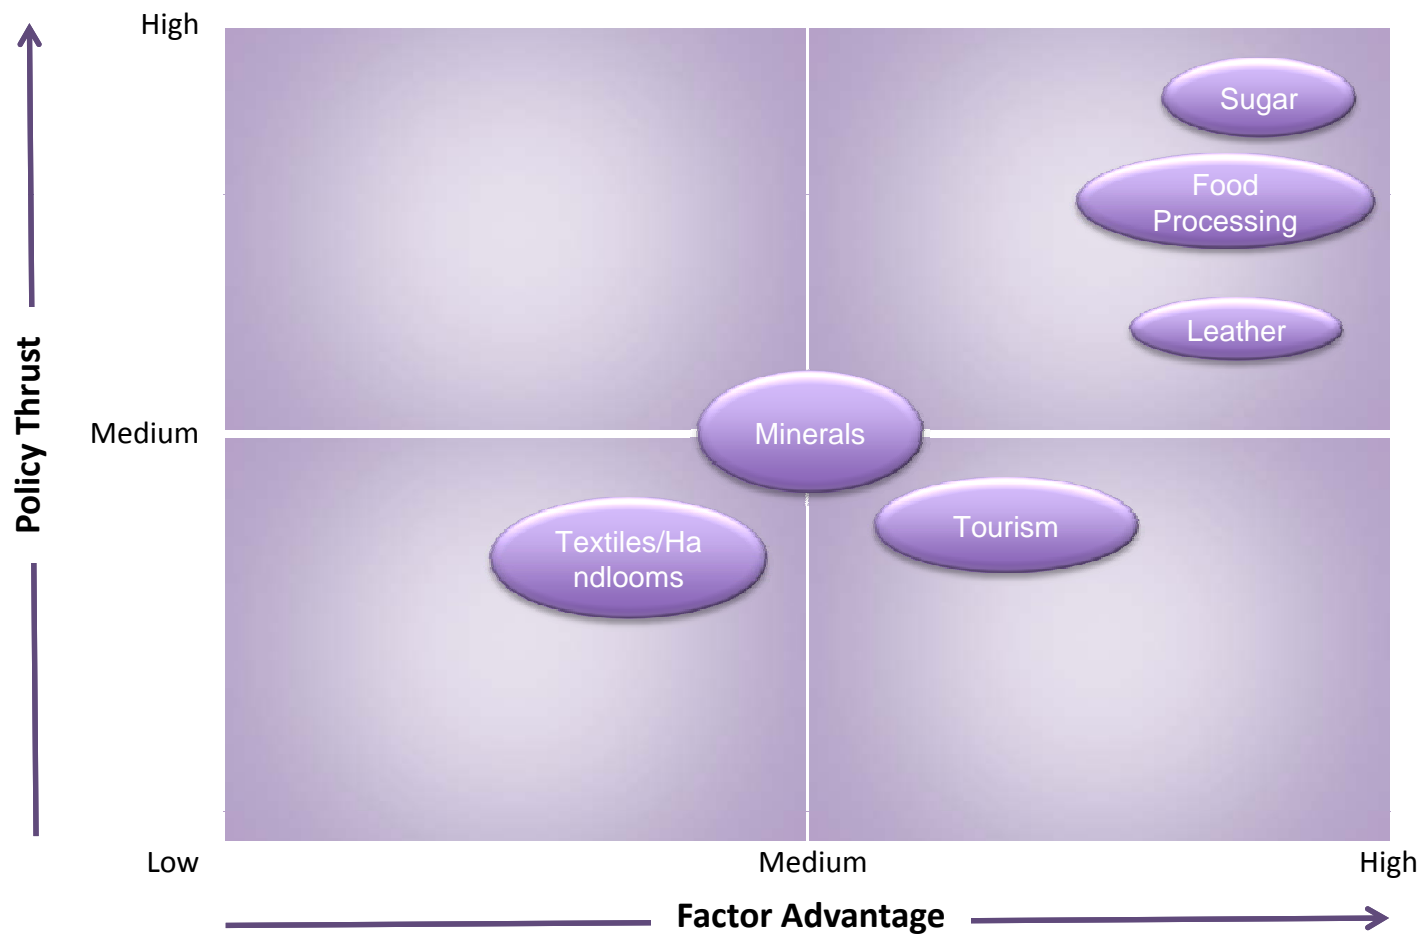 High
Sugar
Food
Processing
Leather
Policy Thrust
Medium
Minerals
Tourism
Textiles/Ha
ndlooms
Low
Medium
High
Factor Advantage